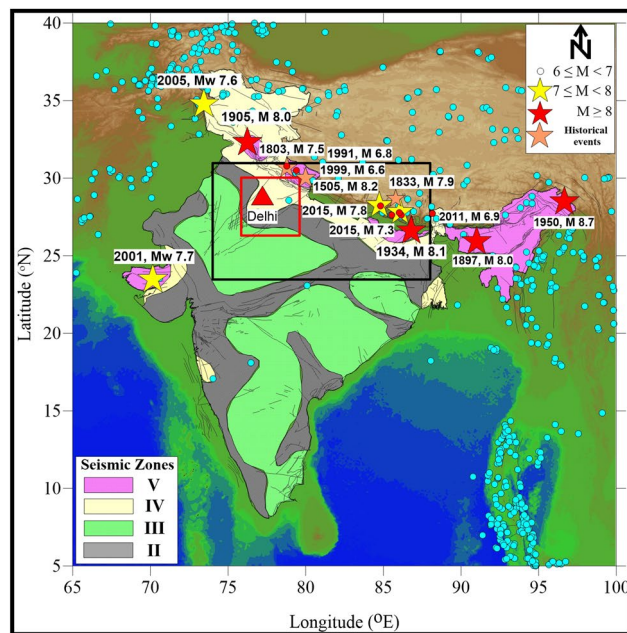 40
35
30
25
20
15
10
5
Latitude (ºN)
65
70
75
80
85
90
95
100
Longitude (ºE)
N
6 ≤ M < 7
7 ≤ M < 8
M ≥ 8
Historical
events
2005, Mw 7.6
1905, M 8.0
1803, M 7.5
1991, M 6.8
1999, M 6.6
1505, M 8.2
1833, M 7.9
2015, M 7.8
2015, M 7.3
1934, M 8.1
2011, M 6.9
1950, M 8.7
1897, M 8.0
2001, Mw 7.7
Delhi
Seismic Zones
V
IV
III
II